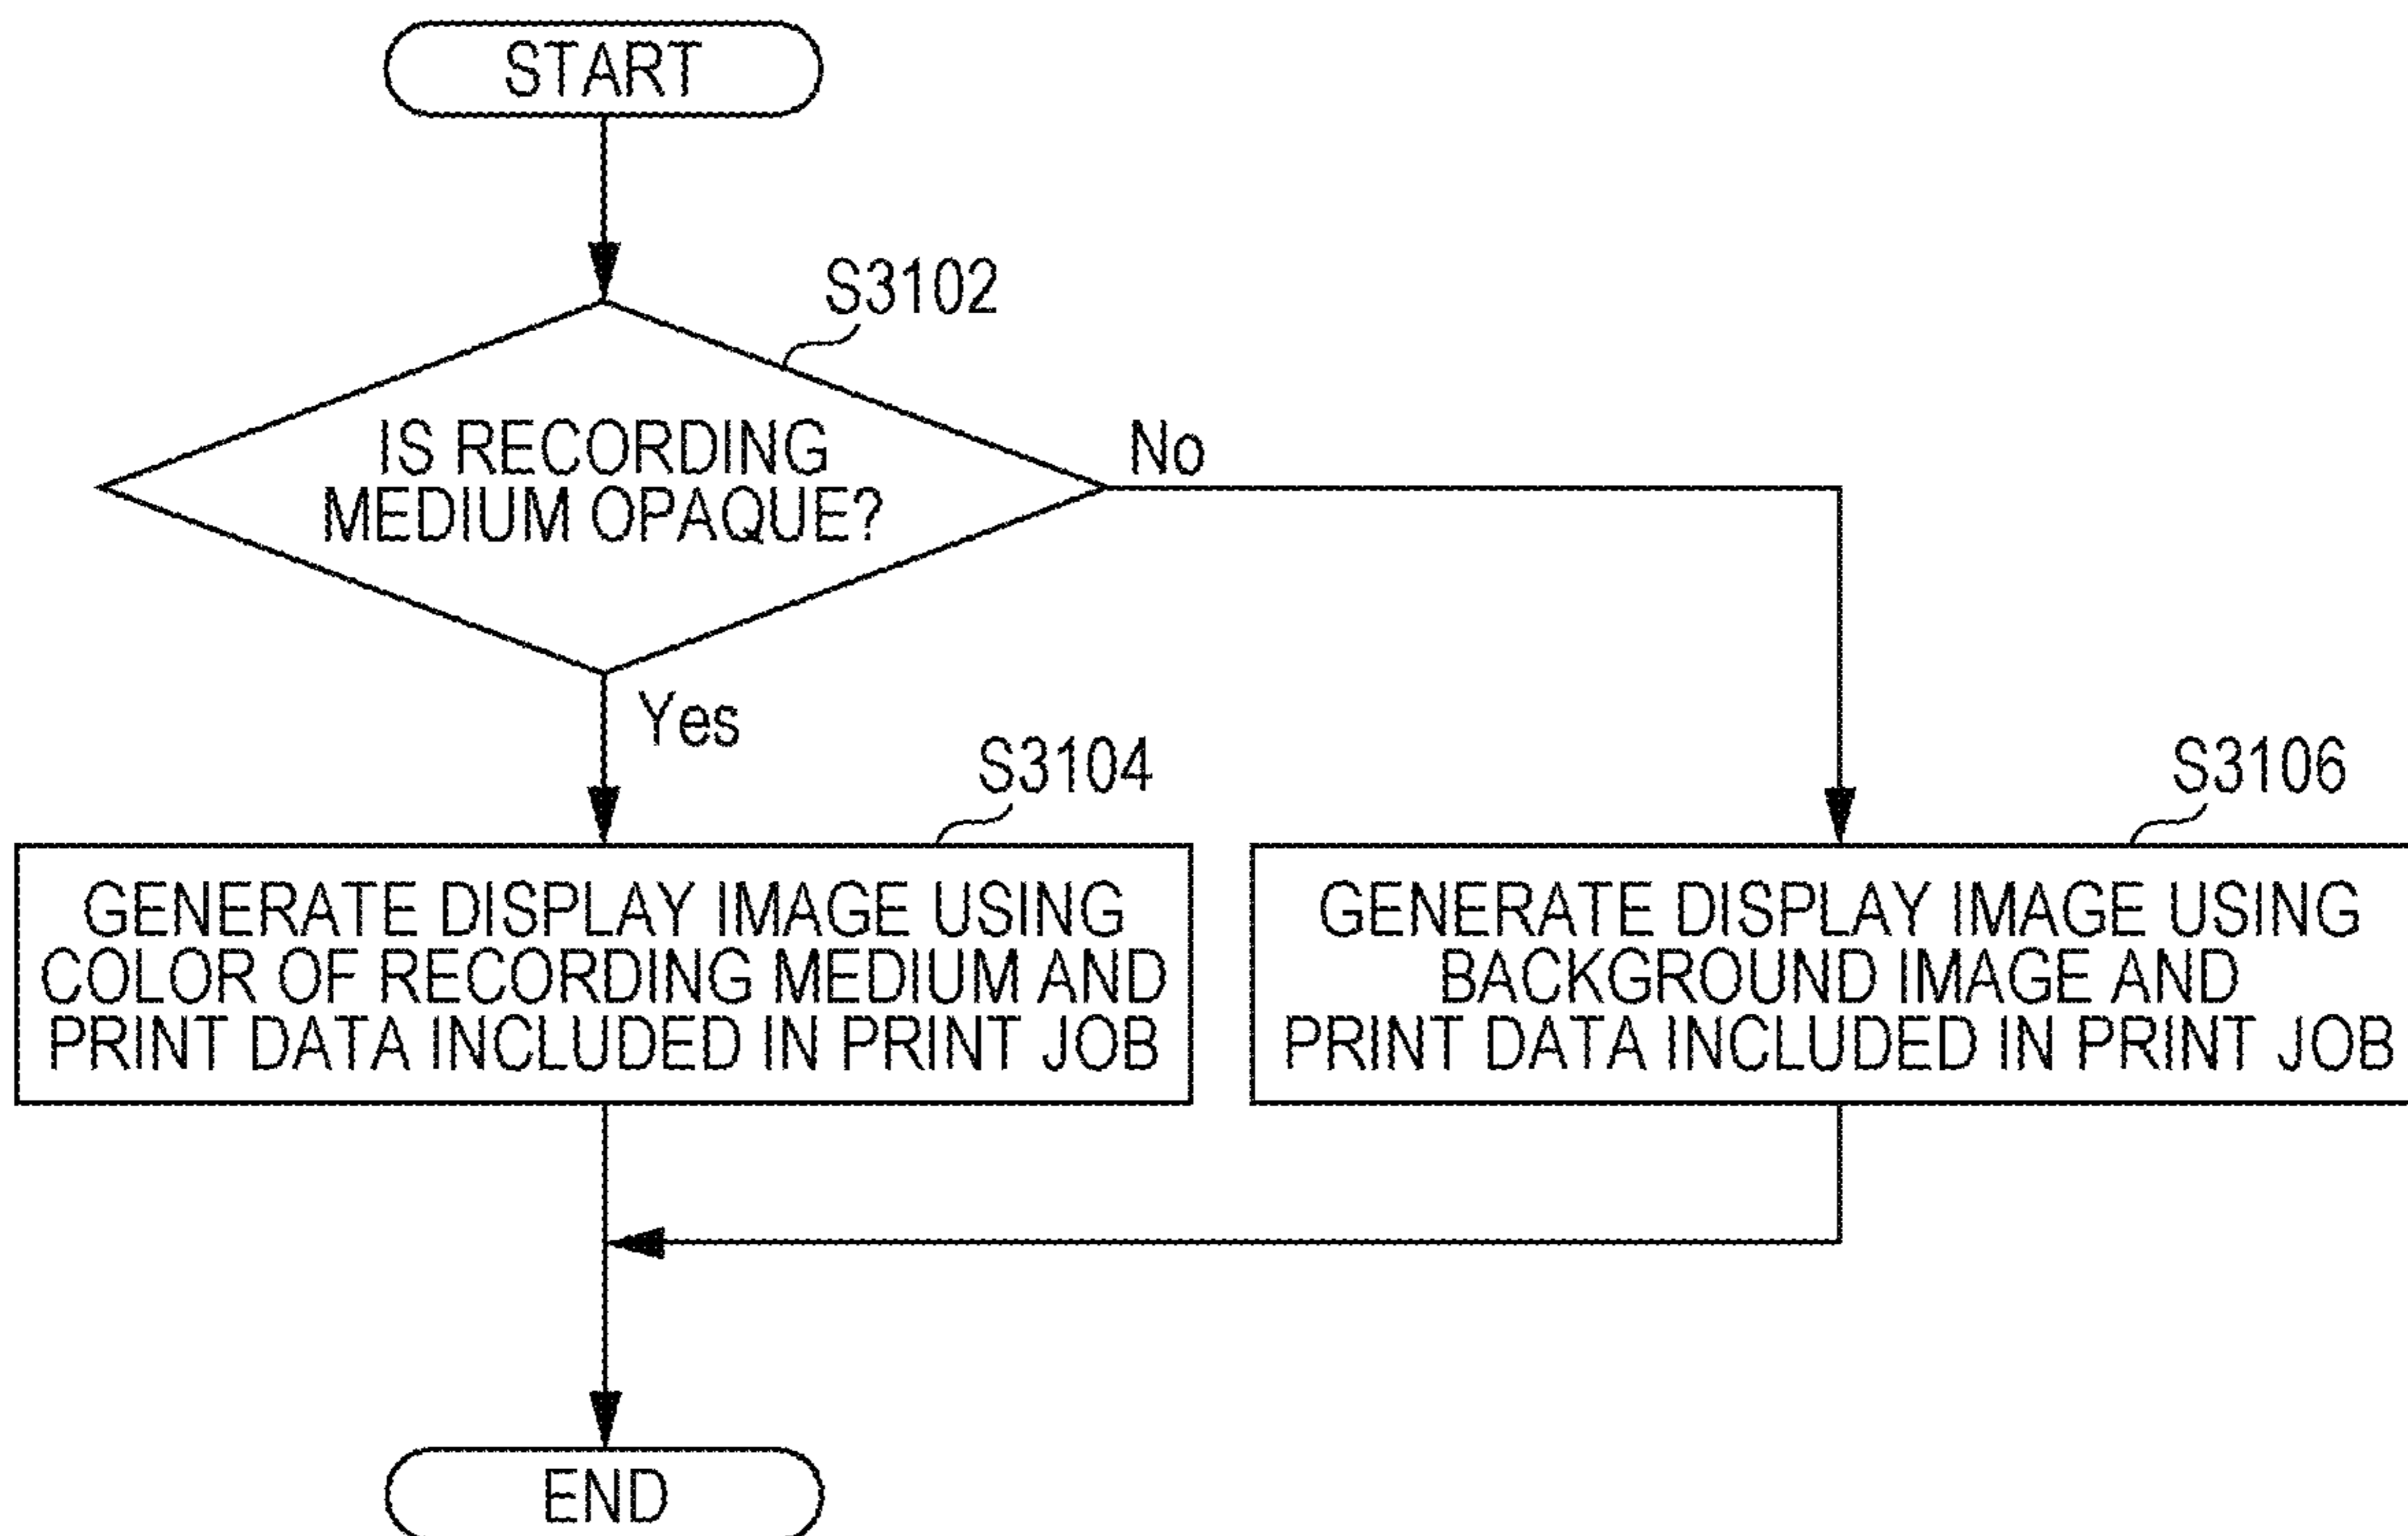 START
S3102
IS RECORDING
MEDIUM OPAQUE?
No
Yes
S3104
GENERATE DISPLAY IMAGE USING
COLOR OF RECORDING MEDIUM AND
PRINT DATA INCLUDED IN PRINT JOB
S3106
GENERATE DISPLAY IMAGE USING
BACKGROUND IMAGE AND
PRINT DATA INCLUDED IN PRINT JOB
END